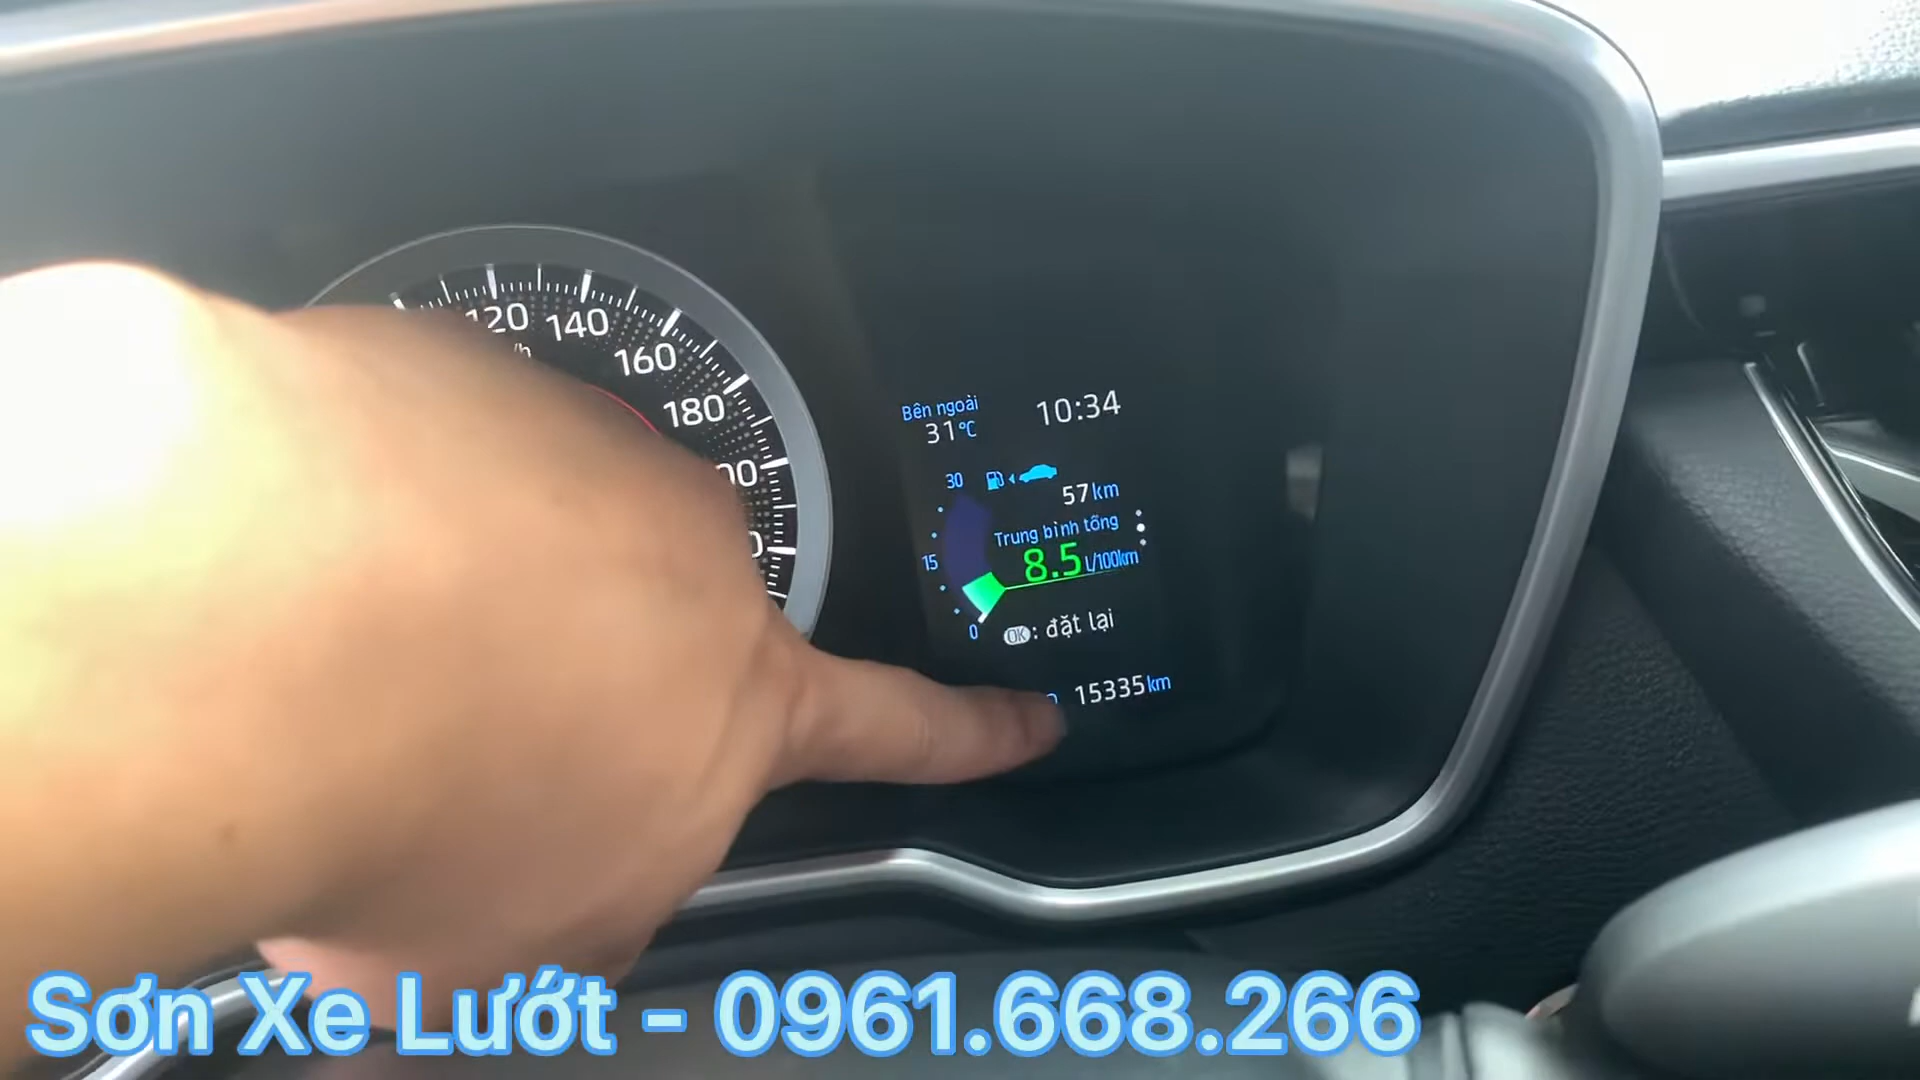 120
140
160
180
Bên ngoài
10:34
31°C
30
57km
Trung bình tổng
15
8.5 L/100km
0
OK : đặt lại
15335km
Sơn Xe Lướt - 0961.668.266